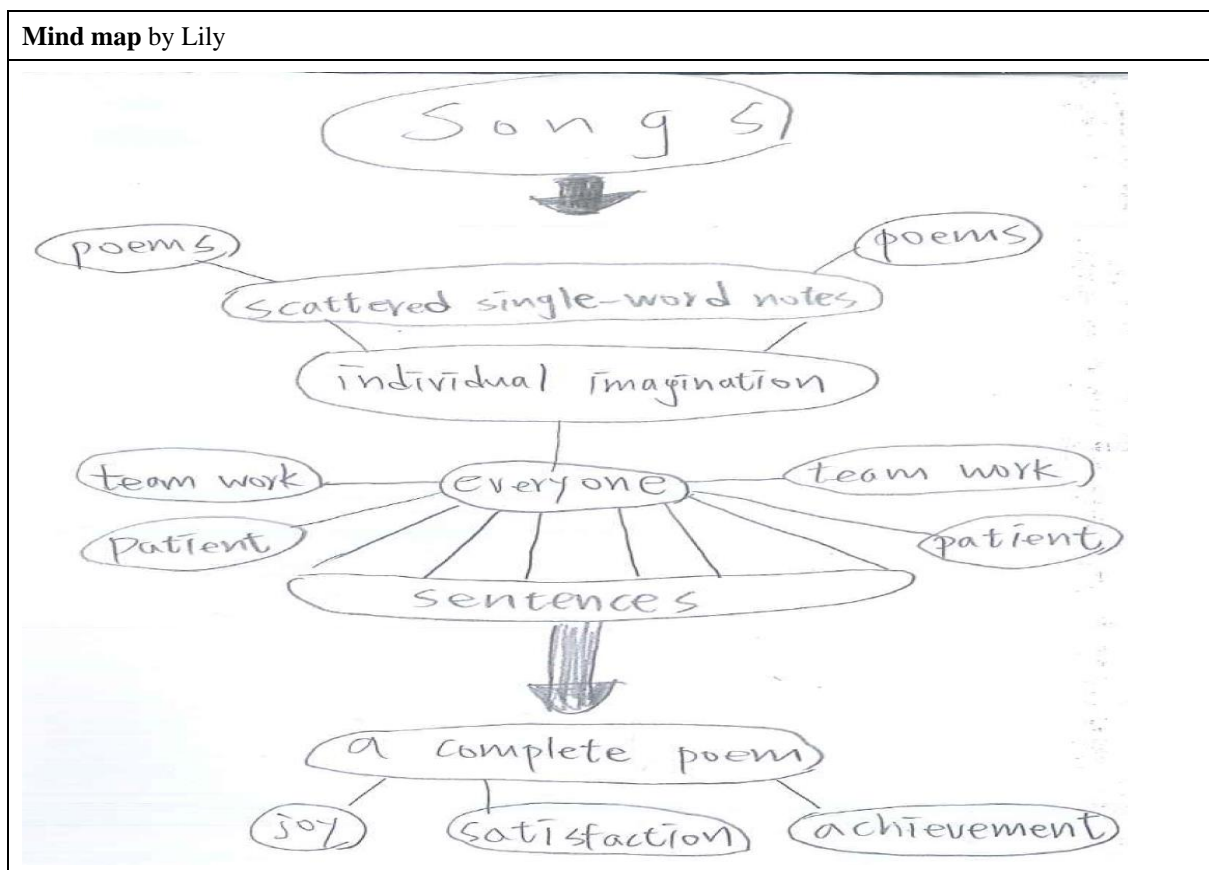 Mind map by Lily
Songs
poems
poems
scattered single-word notes
individual imagination
team work
everyone
team work
patient
patient
sentences
a complete poem
joy
satisfaction
achievement